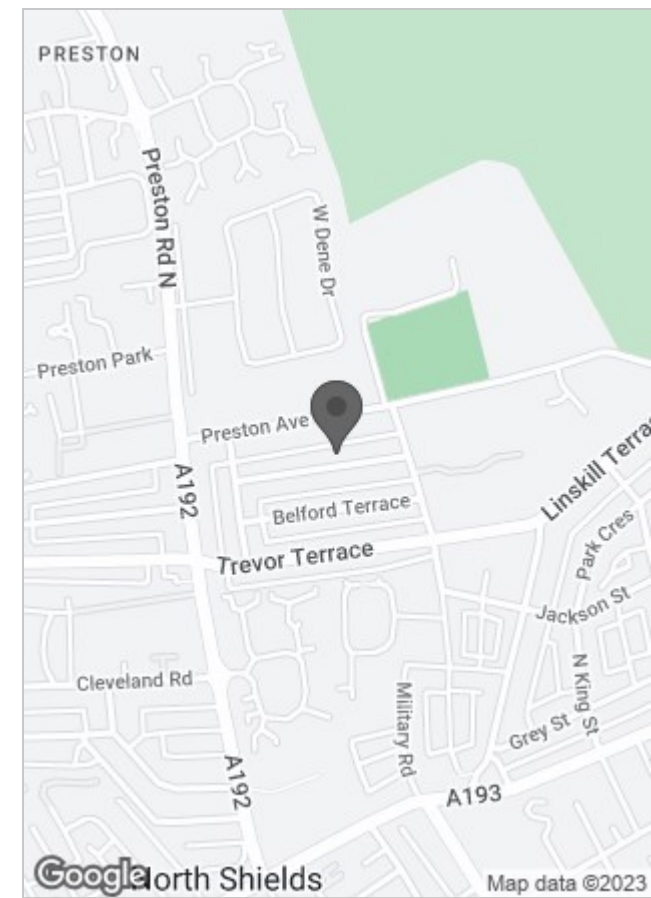 PRESTON
Preston Rd N
W Dene Dr
Preston Park
Preston Ave
A192
Belford Terrace
Linskill Terrace
Trevor Terrace
Park Cres
Jackson St
Cleveland Rd
Military Rd
N King St
Grey St
A192
A193
Google
North Shields
Map data ©2023